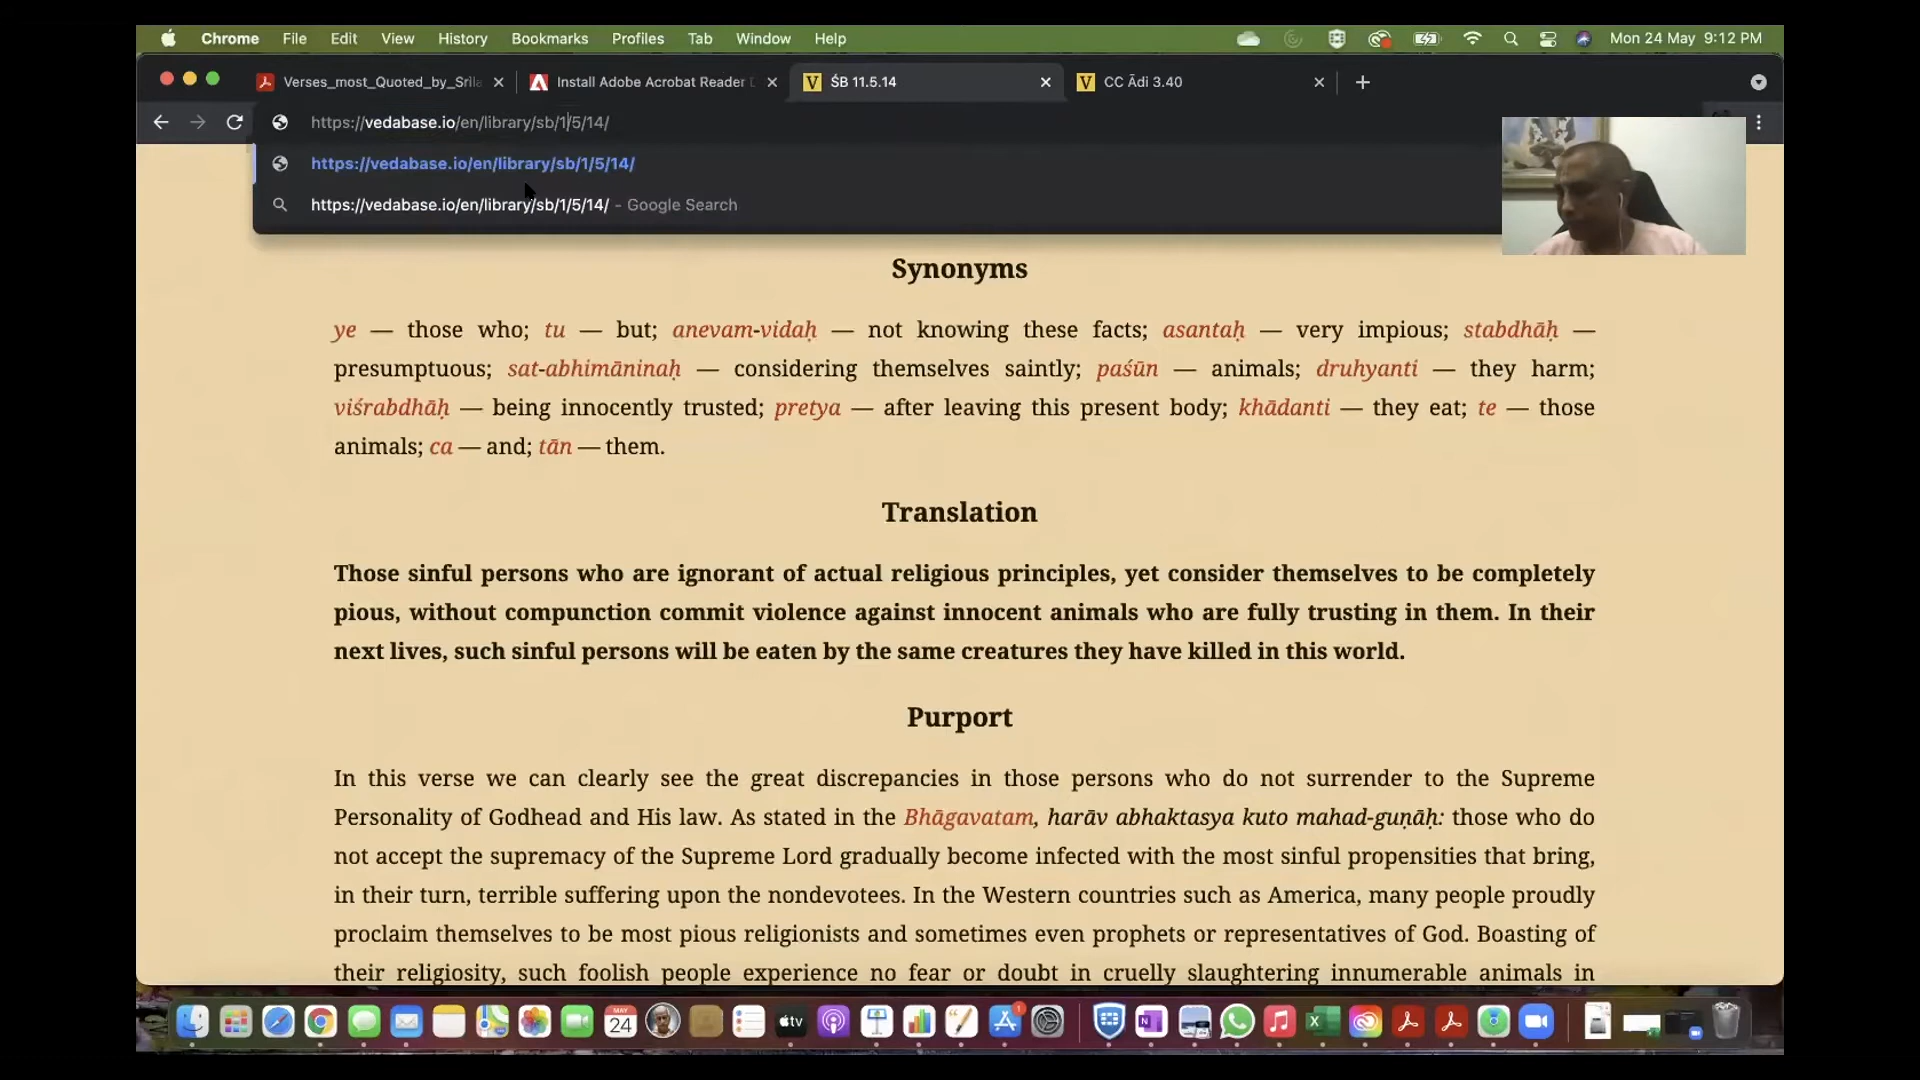 Chrome File Edit View History Bookmarks Profiles Tab Window Help Mon 24 May 9:12 PM
Verses_most_Quoted_by_Srila Install Adobe Acrobat Reader D ŚB 11.5.14 CC Ādi 3.40
https://vedabase.io/en/library/sb/1/5/14/
https://vedabase.io/en/library/sb/1/5/14/
https://vedabase.io/en/library/sb/1/5/14/ - Google Search
Synonyms
ye — those who; tu — but; anevam-vidaḥ — not knowing these facts; asantaḥ — very impious; stabdhāḥ —
presumptuous; sat-abhimāninaḥ — considering themselves saintly; paśūn — animals; druhyanti — they harm;
viśrabdhāḥ — being innocently trusted; pretya — after leaving this present body; khādanti — they eat; te — those
animals; ca — and; tān — them.
Translation
Those sinful persons who are ignorant of actual religious principles, yet consider themselves to be completely
pious, without compunction commit violence against innocent animals who are fully trusting in them. In their
next lives, such sinful persons will be eaten by the same creatures they have killed in this world.
Purport
In this verse we can clearly see the great discrepancies in those persons who do not surrender to the Supreme
Personality of Godhead and His law. As stated in the Bhāgavatam, harāv abhaktasya kuto mahad-guṇāḥ: those who do
not accept the supremacy of the Supreme Lord gradually become infected with the most sinful propensities that bring,
in their turn, terrible suffering upon the nondevotees. In the Western countries such as America, many people proudly
proclaim themselves to be most pious religionists and sometimes even prophets or representatives of God. Boasting of
their religiosity, such foolish people experience no fear or doubt in cruelly slaughtering innumerable animals in
MAY
24
tv
1